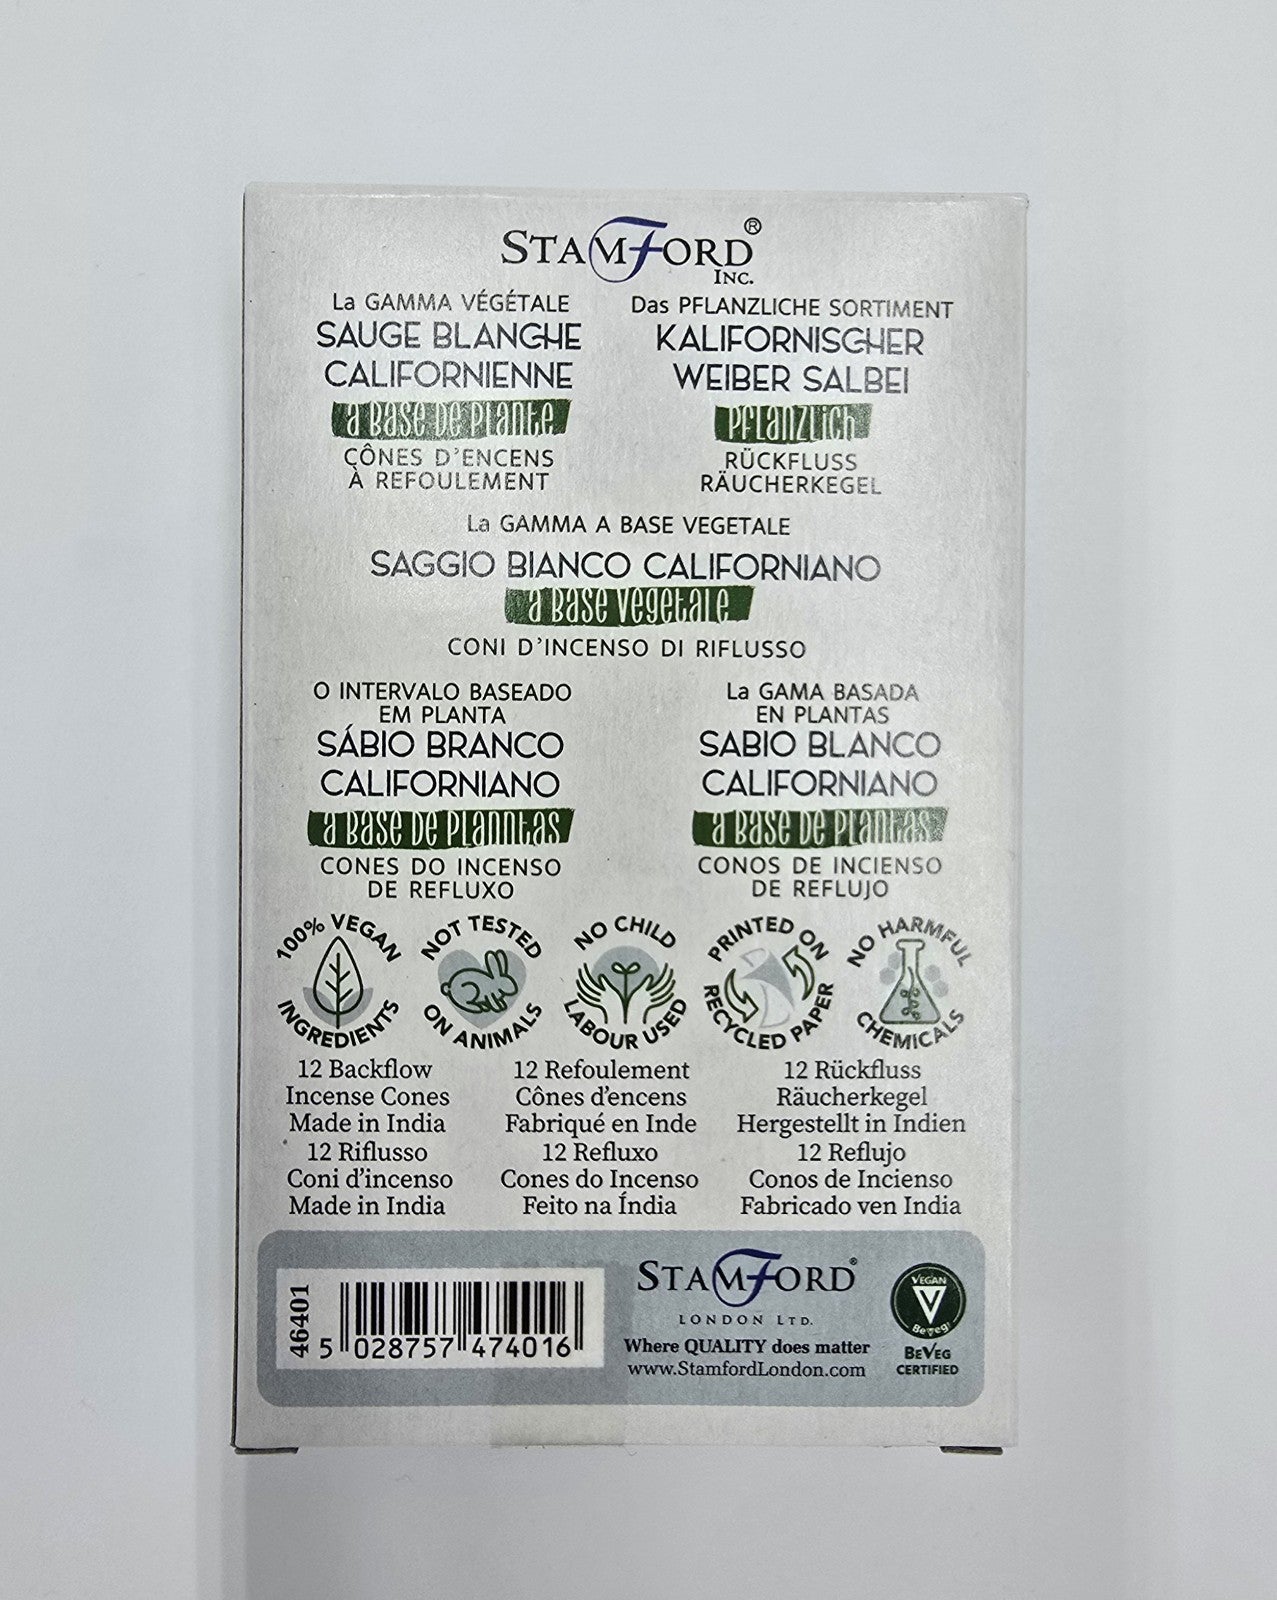 STAMFORD®
INC.
La GAMMA VÉGÉTALE
SAUGE BLANCHE
CALIFORNIENNE
a Base de Plante
CÔNES D'ENCENS
À REFOULEMENT
Das PFLANZLICHE SORTIMENT
KALIFORNISCHER
WEIBER SALBEI
Pflanzlich
RÜCKFLUSS
RÄUCHERKEGEL
La GAMMA A BASE VEGETALE
SAGGIO BIANCO CALIFORNIANO
a Base Vegetale
CONI D'INCENSO DI RIFLUSSO
O INTERVALO BASEADO
EM PLANTA
SÁBIO BRANCO
CALIFORNIANO
a Base de Planntas
CONES DO INCENSO
DE REFLUXO
La GAMA BASADA
EN PLANTAS
SABIO BLANCO
CALIFORNIANO
a Base de Plantas
CONOS DE INCIENSO
DE REFLUJO
100% VEGAN
INGREDIENTS
NOT TESTED
ON ANIMALS
NO CHILD
LABOUR USED
PRINTED ON
RECYCLED PAPER
NO HARMFUL
CHEMICALS
12 Backflow
Incense Cones
Made in India
12 Refoulement
Cônes d'encens
Fabriqué en Inde
12 Rückfluss
Räucherkegel
Hergestellt in Indien
12 Riflusso
Coni d'incenso
Made in India
12 Refluxo
Cones do Incenso
Feito na Índia
12 Reflujo
Conos de Incienso
Fabricado ven India
46401
5 028757 474016
STAMFORD®
LONDON LTD.
Where QUALITY does matter
www.StamfordLondon.com
VEGAN
V
BeVeg
BEVEG
CERTIFIED